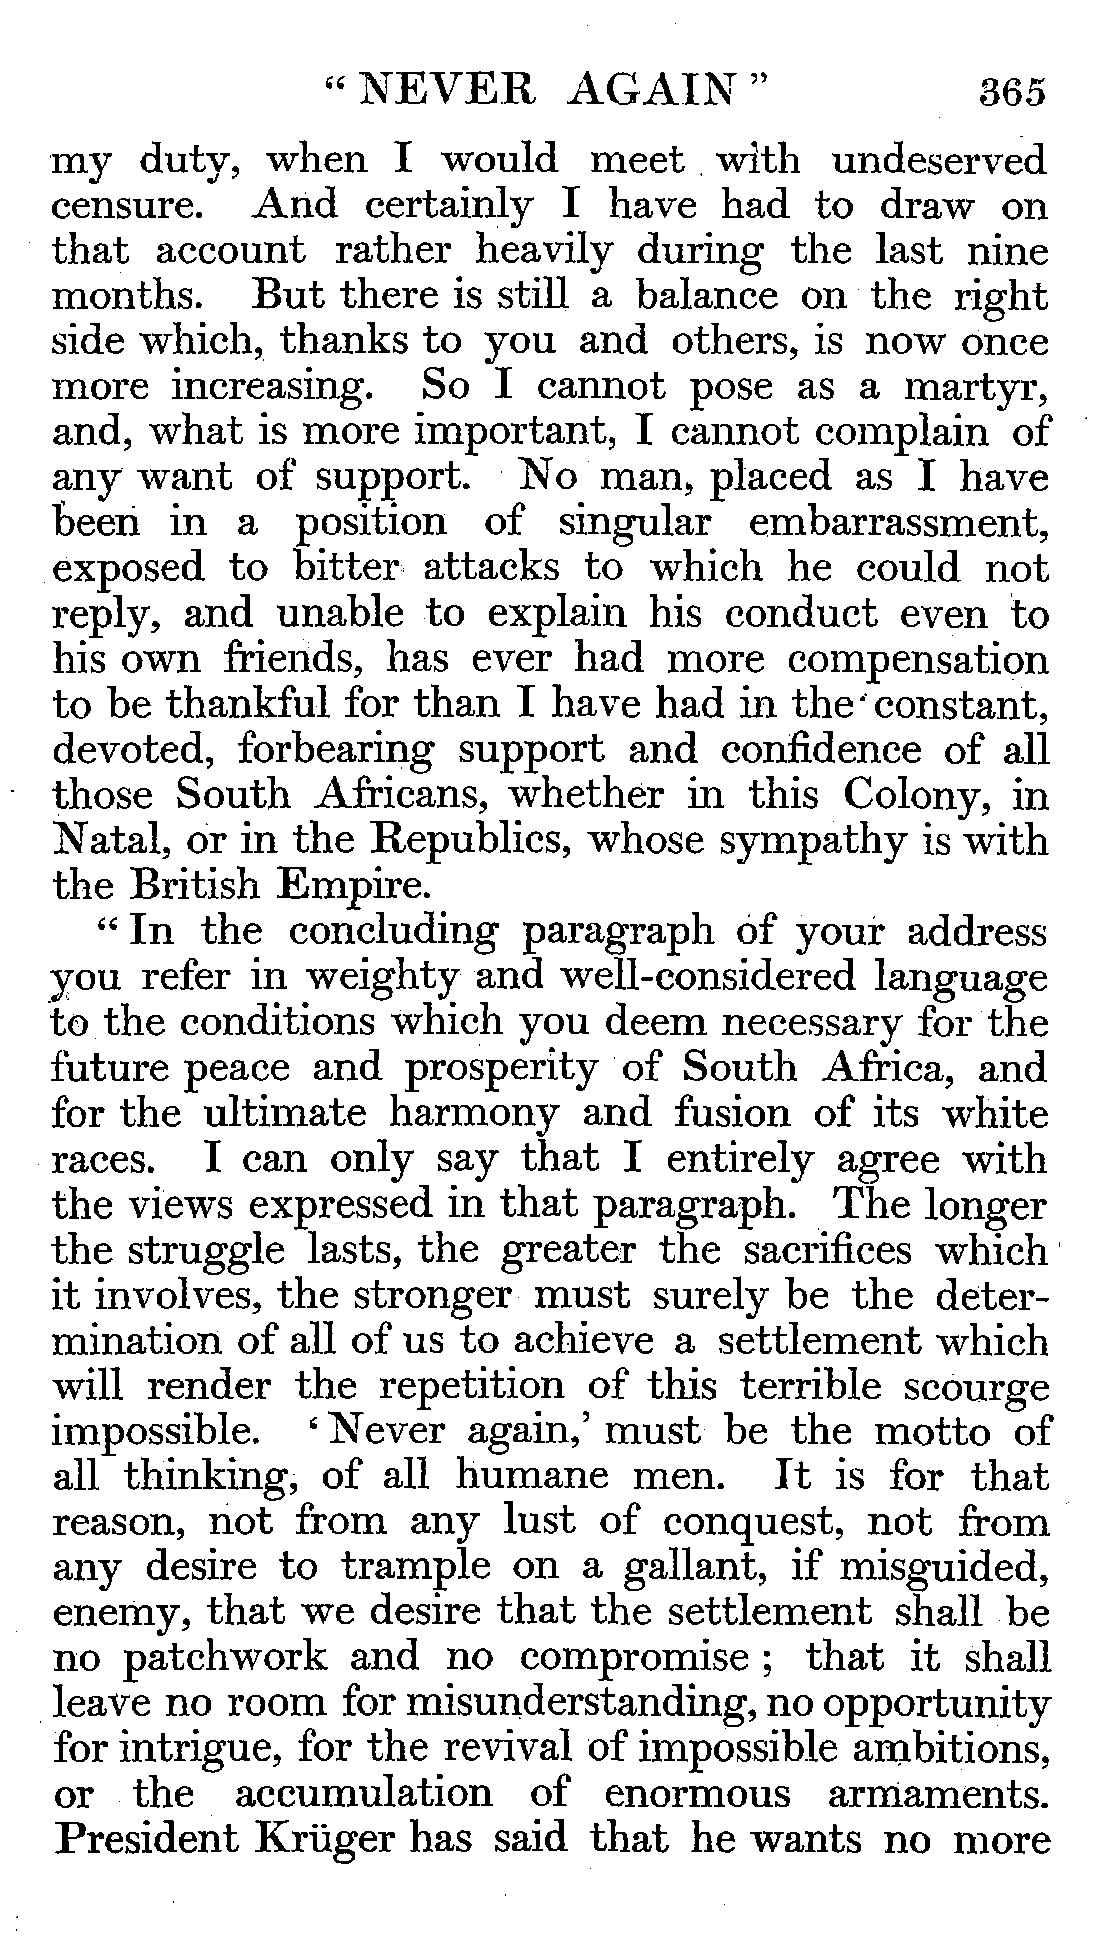 “ NEVER AGAIN ” 365
my duty, when I would meet with undeserved
censure. And certainly I have had to draw on
that account rather heavily during the last nine
months. But there is still a balance on the right
side which, thanks to you and others, is now once
more increasing. So I cannot pose as a martyr,
and, what is more important, I cannot complain of
any want of support. No man, placed as I have
been in a position of singular embarrassment,
exposed to bitter attacks to which he could not
reply, and unable to explain his conduct even to
his own friends, has ever had more compensation
to be thankful for than I have had in the constant,
devoted, forbearing support and confidence of all
those South Africans, whether in this Colony, in
Natal, or in the Republics, whose sympathy is with
the British Empire.
“ In the concluding paragraph of your address
you refer in weighty and well-considered language
to the conditions which you deem necessary for the
future peace and prosperity of South Africa, and
for the ultimate harmony and fusion of its white
races. I can only say that I entirely agree with
the views expressed in that paragraph. The longer
the struggle lasts, the greater the sacrifices which
it involves, the stronger must surely be the deter-
mination of all of us to achieve a settlement which
will render the repetition of this terrible scourge
impossible. ‘ Never again,’ must be the motto of
all thinking, of all humane men. It is for that
reason, not from any lust of conquest, not from
any desire to trample on a gallant, if misguided,
enemy, that we desire that the settlement shall be
no patchwork and no compromise ; that it shall
leave no room for misunderstanding, no opportunity
for intrigue, for the revival of impossible ambitions,
or the accumulation of enormous armaments.
President Krüger has said that he wants no more